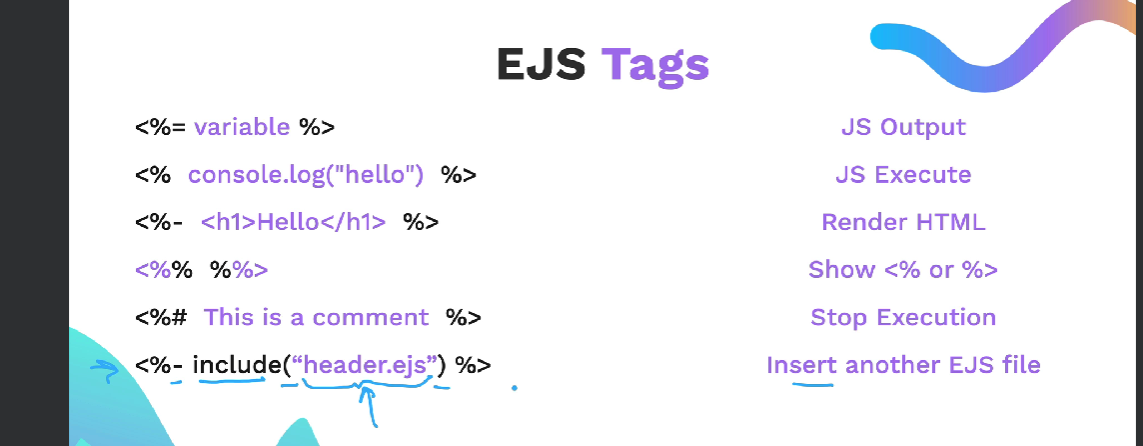 EJS Tags
<%= variable %> JS Output
<% console.log("hello") %> JS Execute
<%- <h1>Hello</h1> %> Render HTML
<%% %%> Show <% or %>
<%# This is a comment %> Stop Execution
<%- include(“header.ejs”) %> Insert another EJS file